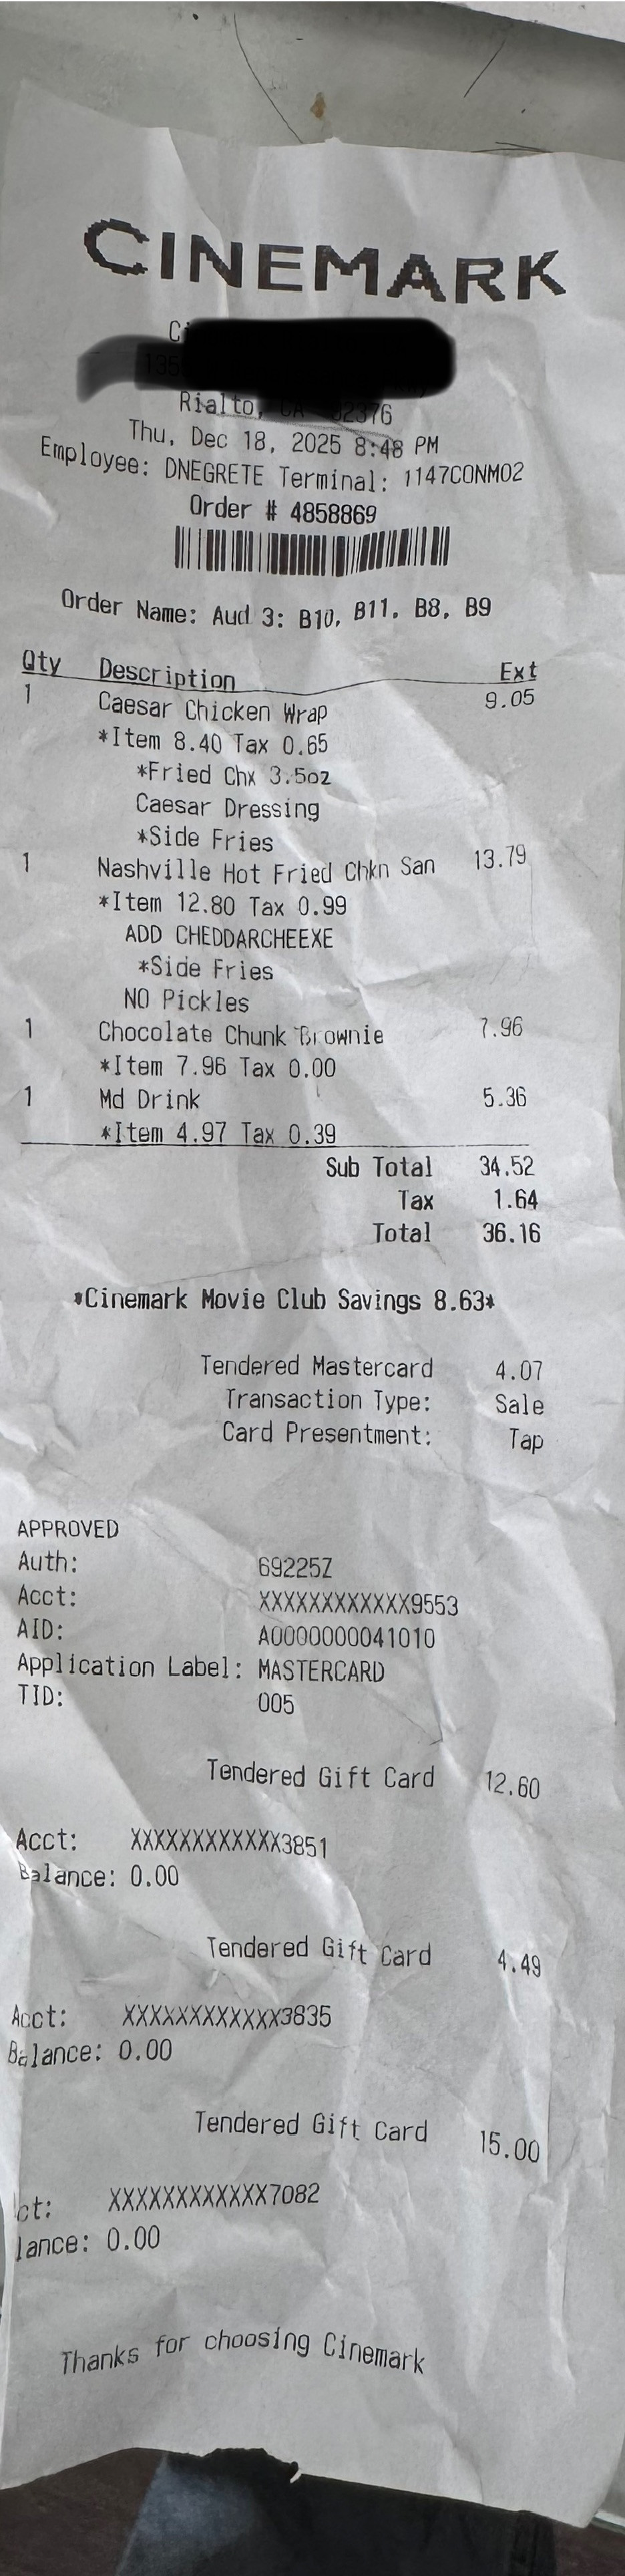 CINEMARK
Rialto, CA 92376
Thu, Dec 18, 2025 8:48 PM
Employee: DNEGRETE Terminal: 1147CONM02
Order # 4858869
Order Name: Aud 3: B10, B11, B8, B9
Qty Description Ext
1 Caesar Chicken Wrap 9.05
*Item 8.40 Tax 0.65
*Fried Chx 3.5oz
Caesar Dressing
*Side Fries
1 Nashville Hot Fried Chkn San 13.79
*Item 12.80 Tax 0.99
ADD CHEDDARCHEEXE
*Side Fries
NO Pickles
1 Chocolate Chunk Brownie 7.96
*Item 7.96 Tax 0.00
1 Md Drink 5.36
*Item 4.97 Tax 0.39
Sub Total 34.52
Tax 1.64
Total 36.16
*Cinemark Movie Club Savings 8.63*
Tendered Mastercard 4.07
Transaction Type: Sale
Card Presentment: Tap
APPROVED
Auth: 69225Z
Acct: XXXXXXXXXXXX9553
AID: A0000000041010
Application Label: MASTERCARD
TID: 005
Tendered Gift Card 12.60
Acct: XXXXXXXXXXXX3851
Balance: 0.00
Tendered Gift Card 4.49
Acct: XXXXXXXXXXXX3835
Balance: 0.00
Tendered Gift Card 15.00
ct: XXXXXXXXXXXX7082
lance: 0.00
Thanks for choosing Cinemark